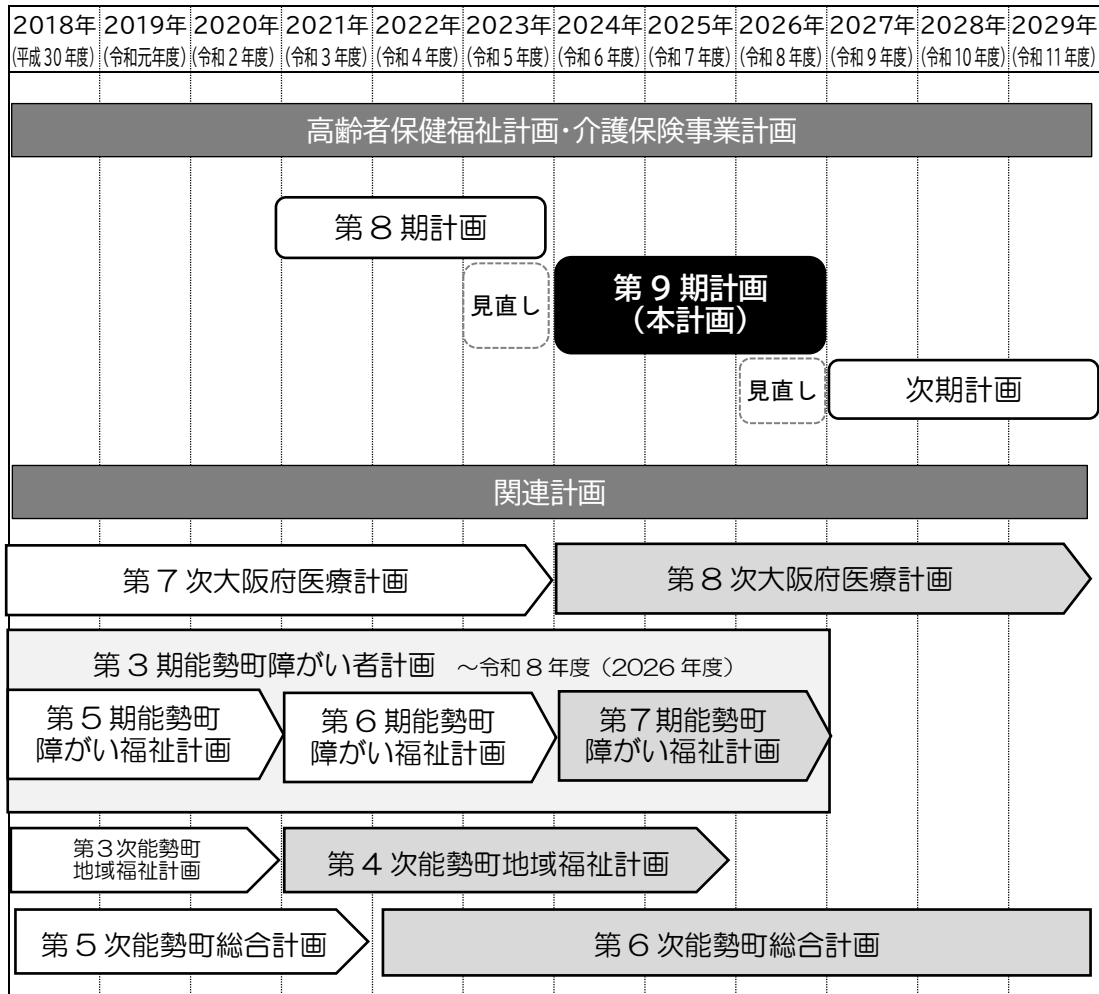 2018年 2019年 2020年 2021年 2022年 2023年 2024年 2025年 2026年 2027年 2028年 2029年
(平成30年度) (令和元年度) (令和2年度) (令和3年度) (令和4年度) (令和5年度) (令和6年度) (令和7年度) (令和8年度) (令和9年度) (令和10年度) (令和11年度)
高齢者保健福祉計画・介護保険事業計画
第8期計画
見直し
第9期計画
(本計画)
見直し
次期計画
関連計画
第7次大阪府医療計画
第8次大阪府医療計画
第3期能勢町障がい者計画 ～令和8年度(2026年度)
第5期能勢町
障がい福祉計画
第6期能勢町
障がい福祉計画
第7期能勢町
障がい福祉計画
第3次能勢町
地域福祉計画
第4次能勢町地域福祉計画
第5次能勢町総合計画
第6次能勢町総合計画